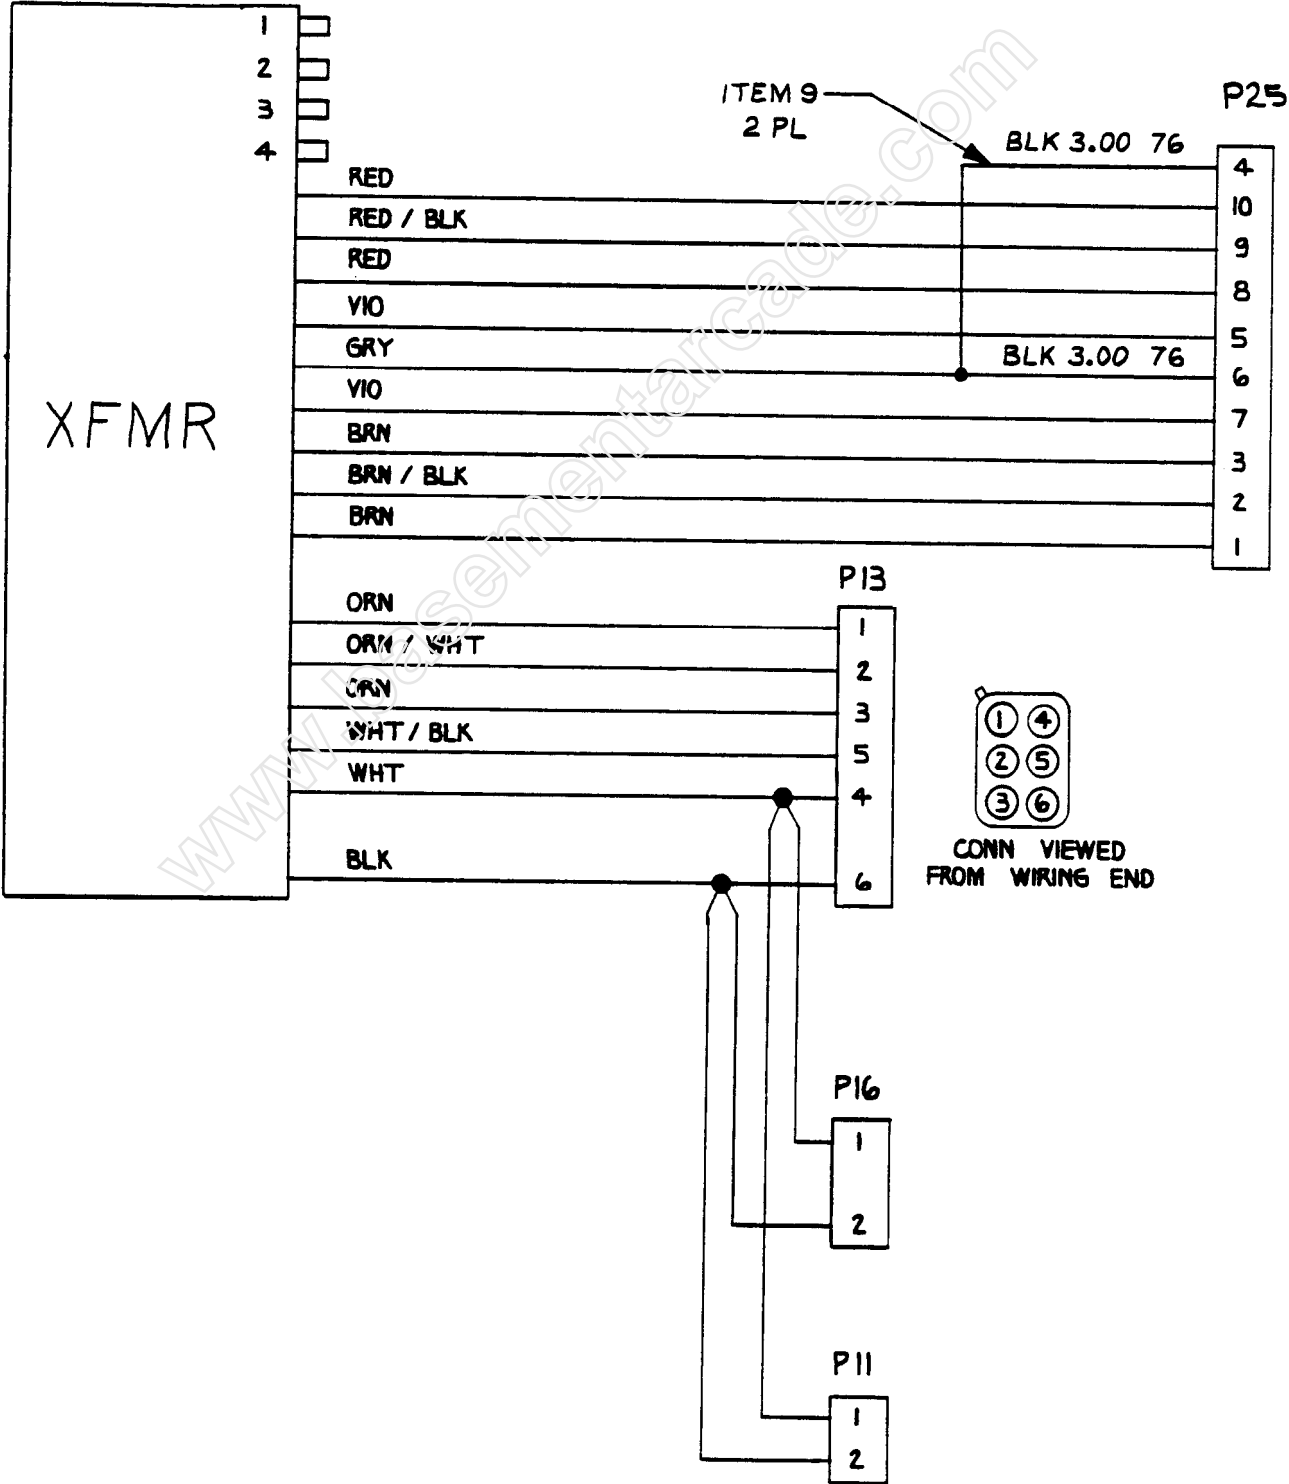 1
2
3
4
XFMR
RED
RED / BLK
RED
VIO
GRY
VIO
BRN
BRN / BLK
BRN
ORN
ORN / WHT
ORN
WHT / BLK
WHT
BLK
ITEM 9
2 PL
BLK 3.00 76
BLK 3.00 76
P25
4
10
9
8
5
6
7
3
2
1
P13
1
2
3
5
4
6
1 4
2 5
3 6
CONN VIEWED
FROM WIRING END
P16
1
2
P11
1
2
www.basementarcade.com